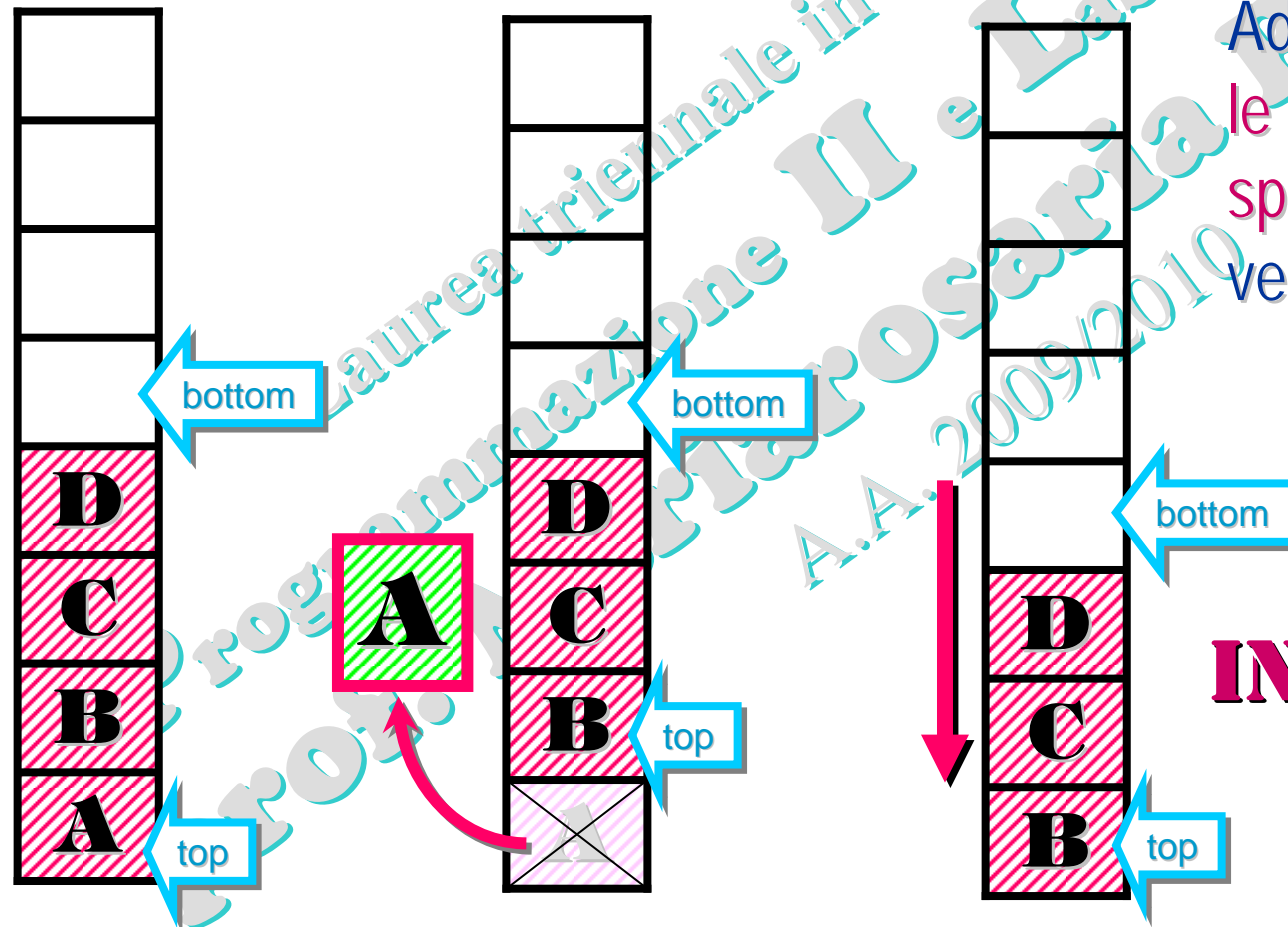 Laurea triennale in
Programmazione II e La
Prof. Mariarosaria
A.A. 2009/2010
le
sp
ve
bottom
D
C
B
A
top
A
bottom
D
C
B
top
A
bottom
D
C
B
top
IN